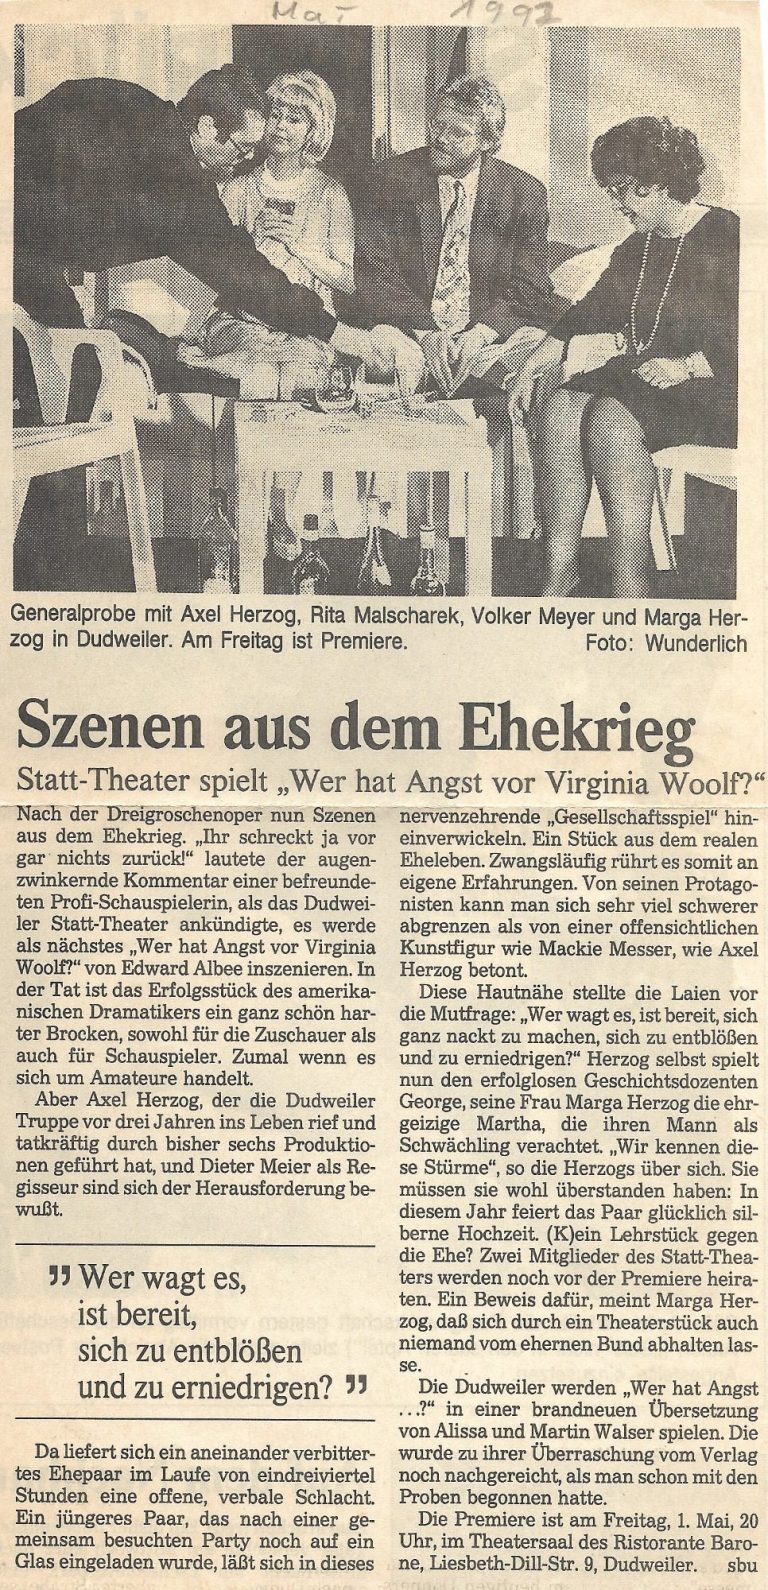 Mai 1992
Generalprobe mit Axel Herzog, Rita Malscharek, Volker Meyer und Marga Her-
zog in Dudweiler. Am Freitag ist Premiere. Foto: Wunderlich
Szenen aus dem Ehekrieg
Statt-Theater spielt „Wer hat Angst vor Virginia Woolf?“
Nach der Dreigroschenoper nun Szenen
aus dem Ehekrieg. „Ihr schreckt ja vor
gar nichts zurück!“ lautete der augen-
zwinkernde Kommentar einer befreunde-
ten Profi-Schauspielerin, als das Dudwei-
ler Statt-Theater ankündigte, es werde
als nächstes „Wer hat Angst vor Virginia
Woolf?“ von Edward Albee inszenieren. In
der Tat ist das Erfolgsstück des amerika-
nischen Dramatikers ein ganz schön har-
ter Brocken, sowohl für die Zuschauer als
auch für Schauspieler. Zumal wenn es
sich um Amateure handelt.
Aber Axel Herzog, der die Dudweiler
Truppe vor drei Jahren ins Leben rief und
tatkräftig durch bisher sechs Produktio-
nen geführt hat, und Dieter Meier als Re-
gisseur sind sich der Herausforderung be-
wußt.
” Wer wagt es,
ist bereit,
sich zu entblößen
und zu erniedrigen? ”
Da liefert sich ein aneinander verbitter-
tes Ehepaar im Laufe von eindreiviertel
Stunden eine offene, verbale Schlacht.
Ein jüngeres Paar, das nach einer ge-
meinsam besuchten Party noch auf ein
Glas eingeladen wurde, läßt sich in dieses
nervenzehrende „Gesellschaftsspiel“ hin-
einverwickeln. Ein Stück aus dem realen
Eheleben. Zwangsläufig rührt es somit an
eigene Erfahrungen. Von seinen Protago-
nisten kann man sich sehr viel schwerer
abgrenzen als von einer offensichtlichen
Kunstfigur wie Mackie Messer, wie Axel
Herzog betont.
Diese Hautnähe stellte die Laien vor
die Mutfrage: „Wer wagt es, ist bereit, sich
ganz nackt zu machen, sich zu entblößen
und zu erniedrigen?“ Herzog selbst spielt
nun den erfolglosen Geschichtsdozenten
George, seine Frau Marga Herzog die ehr-
geizige Martha, die ihren Mann als
Schwächling verachtet. „Wir kennen die-
se Stürme“, so die Herzogs über sich. Sie
müssen sie wohl überstanden haben: In
diesem Jahr feiert das Paar glücklich sil-
berne Hochzeit. (K)ein Lehrstück gegen
die Ehe? Zwei Mitglieder des Statt-Thea-
ters werden noch vor der Premiere heira-
ten. Ein Beweis dafür, meint Marga Her-
zog, daß sich durch ein Theaterstück auch
niemand vom ehernen Bund abhalten las-
se.
Die Dudweiler werden „Wer hat Angst
...?“ in einer brandneuen Übersetzung
von Alissa und Martin Walser spielen. Die
wurde zu ihrer Überraschung vom Verlag
noch nachgereicht, als man schon mit den
Proben begonnen hatte.
Die Premiere ist am Freitag, 1. Mai, 20
Uhr, im Theatersaal des Ristorante Baro-
ne, Liesbeth-Dill-Str. 9, Dudweiler. sbu